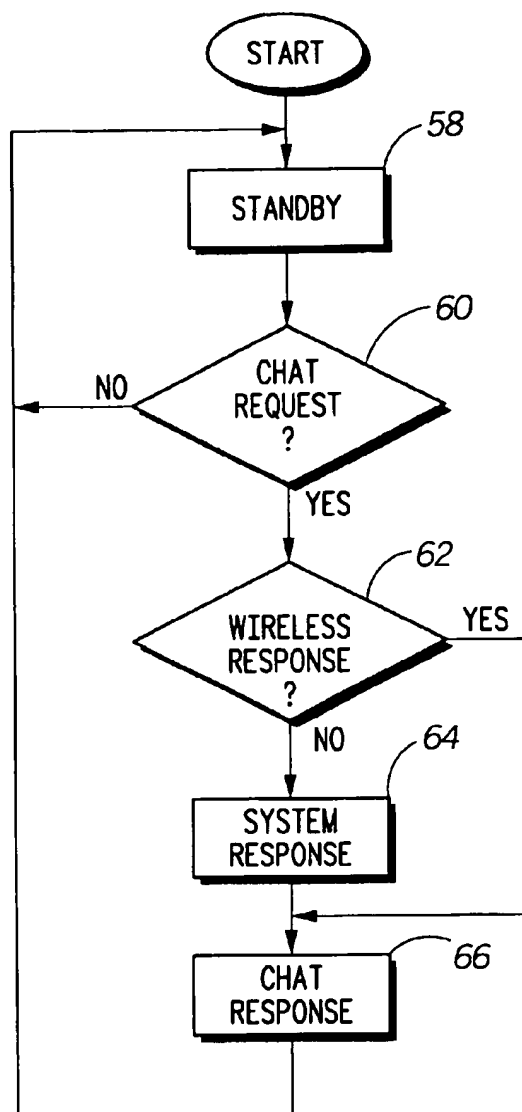 START
58
STANDBY
60
CHAT
REQUEST
?
NO
YES
62
WIRELESS
RESPONSE
?
YES
NO
64
SYSTEM
RESPONSE
66
CHAT
RESPONSE